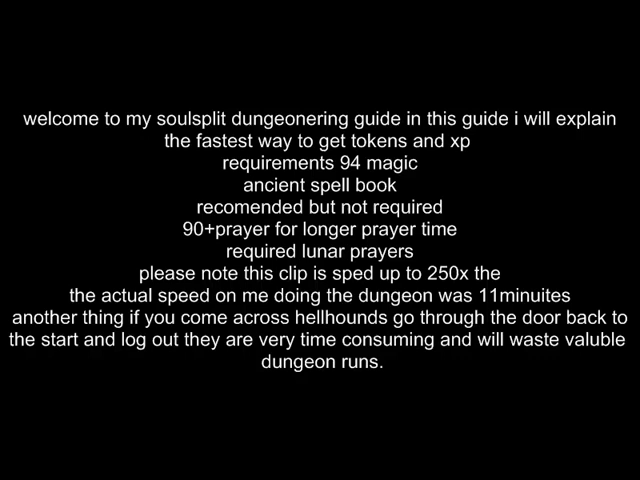 welcome to my soulsplit dungeonering guide in this guide i will explain
the fastest way to get tokens and xp
requirements 94 magic
ancient spell book
recomended but not required
90+prayer for longer prayer time
required lunar prayers
please note this clip is sped up to 250x the
the actual speed on me doing the dungeon was 11minuites
another thing if you come across hellhounds go through the door back to
the start and log out they are very time consuming and will waste valuble
dungeon runs.